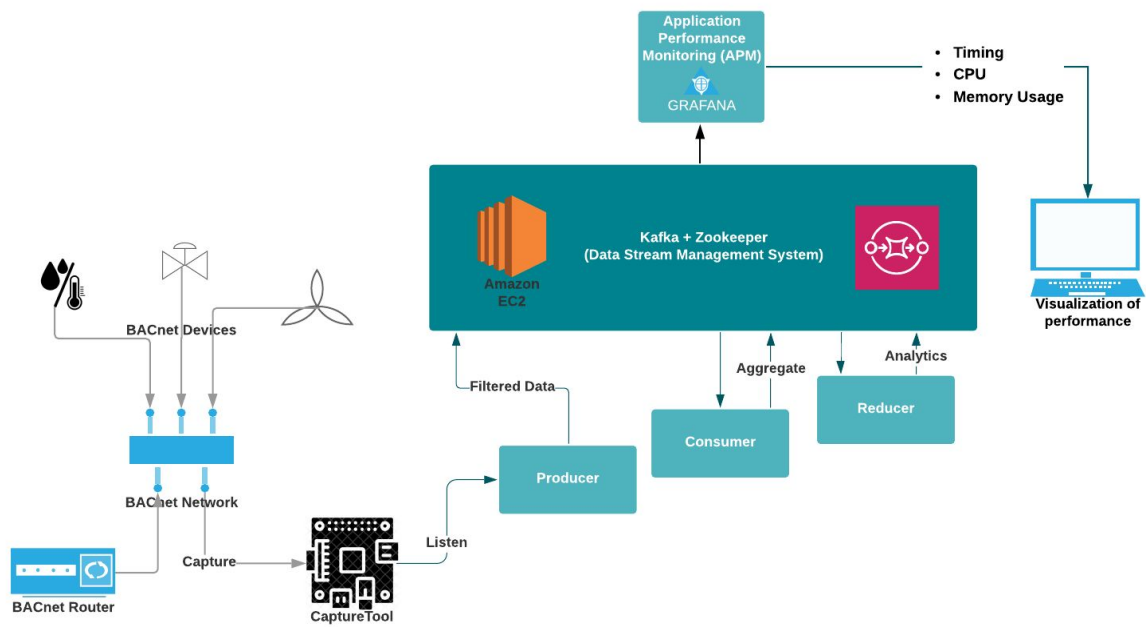 Application
Performance
Monitoring (APM)
GRAFANA
• Timing
• CPU
• Memory Usage
Kafka + Zookeeper
(Data Stream Management System)
Amazon
EC2
Visualization of
performance
BACnet Devices
Filtered Data
Aggregate
Analytics
Reducer
Consumer
Producer
BACnet Network
Listen
Capture
BACnet Router
CaptureTool